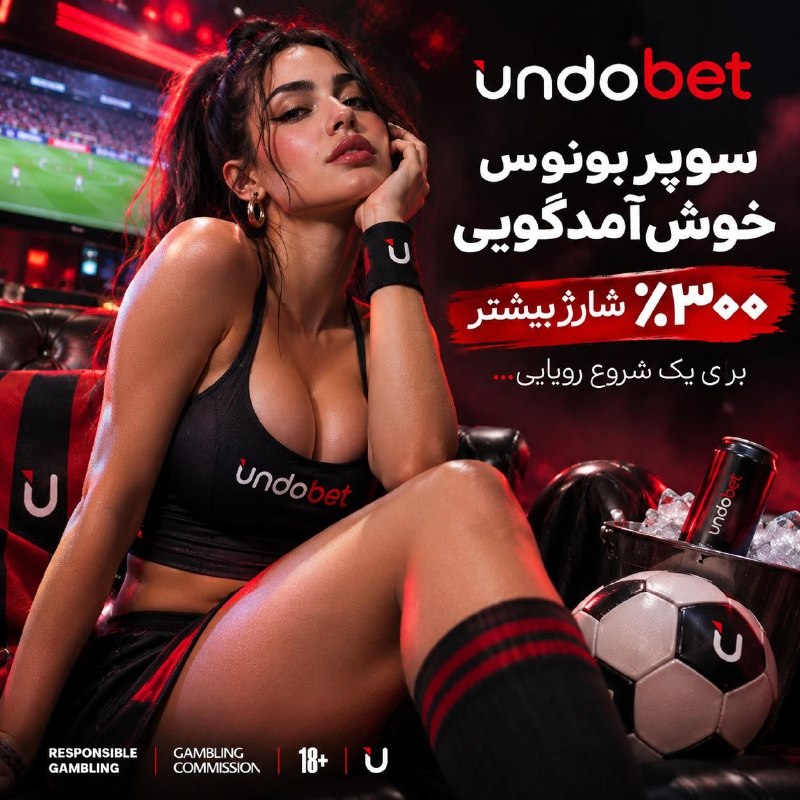 undobet
سوپر بونوس
خوش‌آمدگویی
٪۳۰۰ شارژ بیشتر
برای یک شروع رویایی...
undobet
undobet
RESPONSIBLE
GAMBLING
GAMBLING
COMMISSION
18+